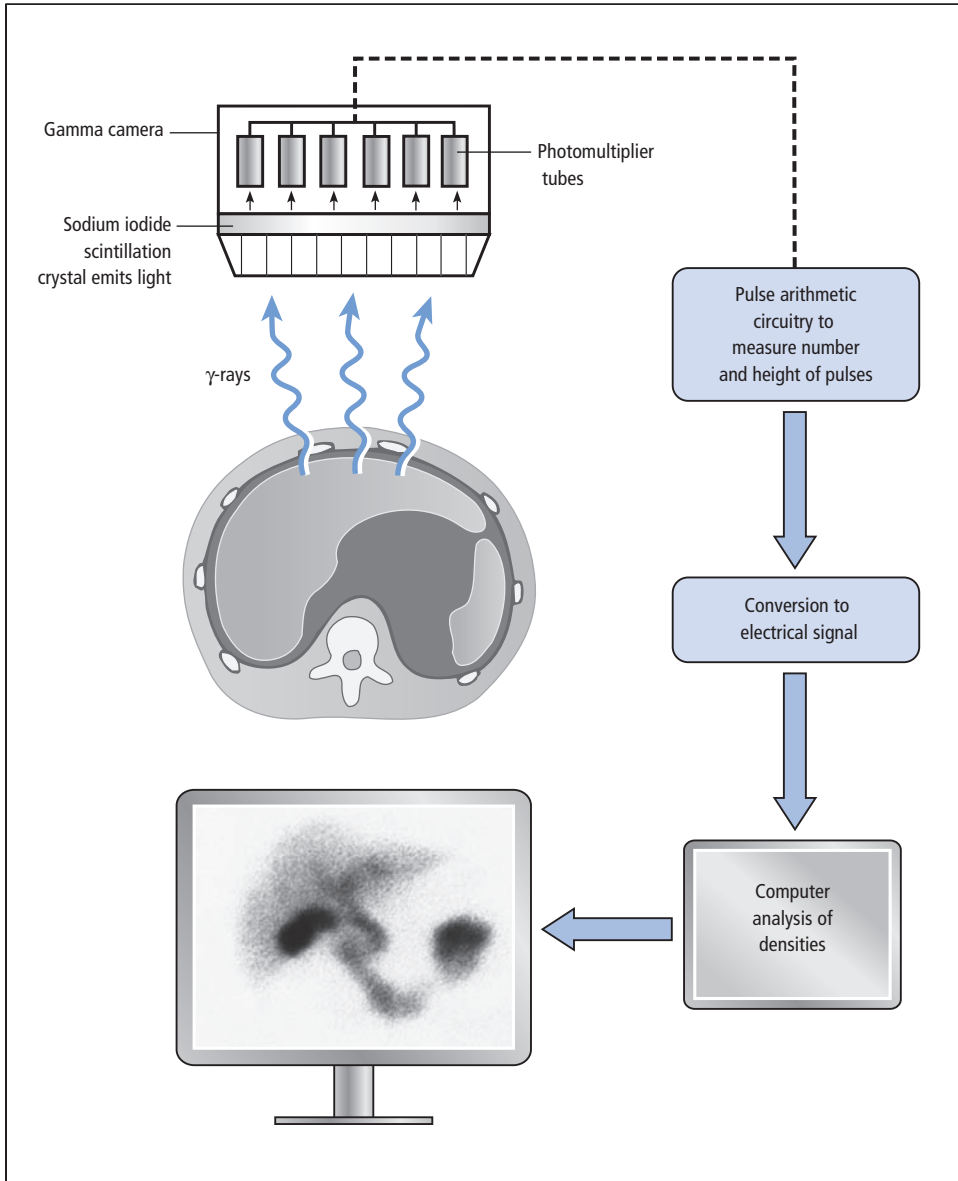 Gamma camera
Photomultiplier
tubes
Sodium iodide
scintillation
crystal emits light
γ-rays
Pulse arithmetic
circuitry to
measure number
and height of pulses
Conversion to
electrical signal
Computer
analysis of
densities